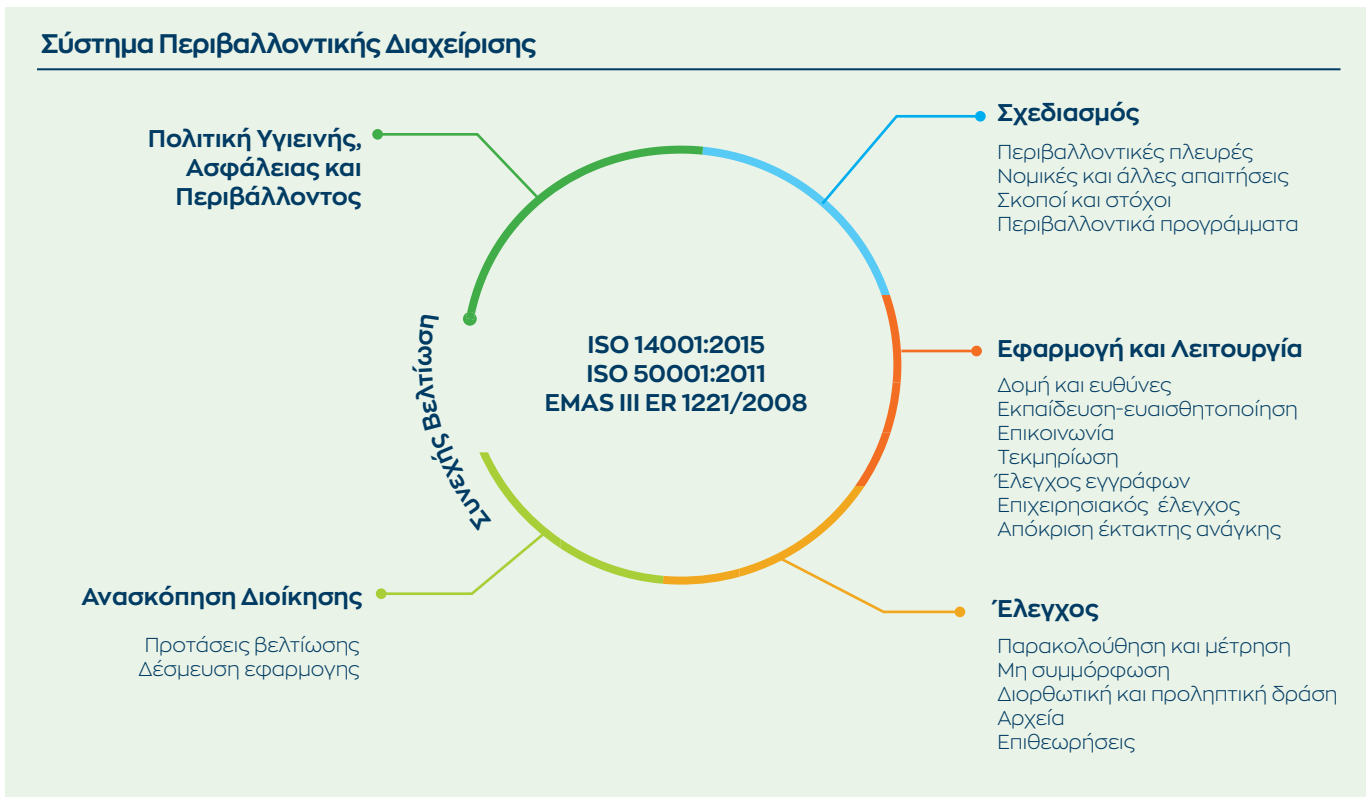 Σύστημα Περιβαλλοντικής Διαχείρισης
Πολιτική Υγιεινής,
Ασφάλειας και
Περιβάλλοντος
Σχεδιασμός
Περιβαλλοντικές πλευρές
Νομικές και άλλες απαιτήσεις
Σκοποί και στόχοι
Περιβαλλοντικά προγράμματα
Συνεχής Βελτίωση
ISO 14001:2015
ISO 50001:2011
EMAS III ER 1221/2008
Εφαρμογή και Λειτουργία
Δομή και ευθύνες
Εκπαίδευση-ευαισθητοποίηση
Επικοινωνία
Τεκμηρίωση
Έλεγχος εγγράφων
Επιχειρησιακός έλεγχος
Απόκριση έκτακτης ανάγκης
Ανασκόπηση Διοίκησης
Προτάσεις βελτίωσης
Δέσμευση εφαρμογης
Έλεγχος
Παρακολούθηση και μέτρηση
Μη συμμόρφωση
Διορθωτική και προληπτική δράση
Αρχεία
Επιθεωρήσεις